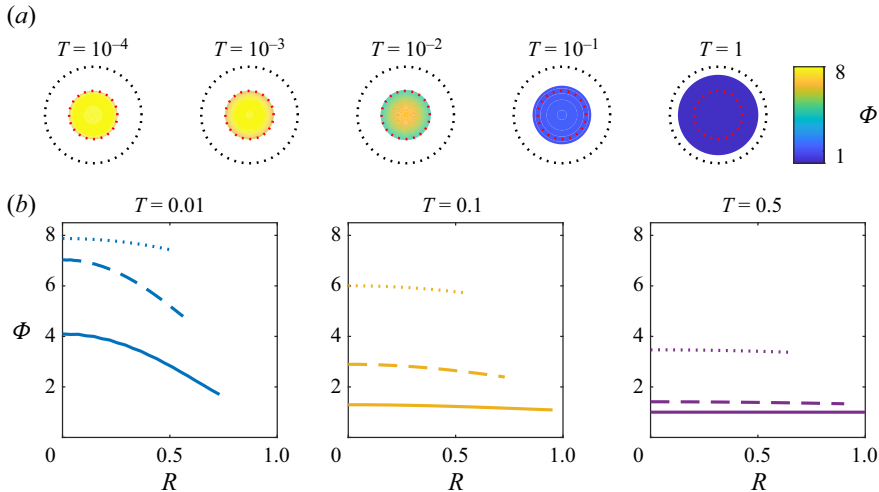 (a)
T = 10⁻⁴ T = 10⁻³ T = 10⁻² T = 10⁻¹ T = 1
8
Φ
1
(b)
T = 0.01 T = 0.1 T = 0.5
8 8 8
6 6 6
Φ 4 4 4
2 2 2
0 0.5 1.0 0 0.5 1.0 0 0.5 1.0
R R R